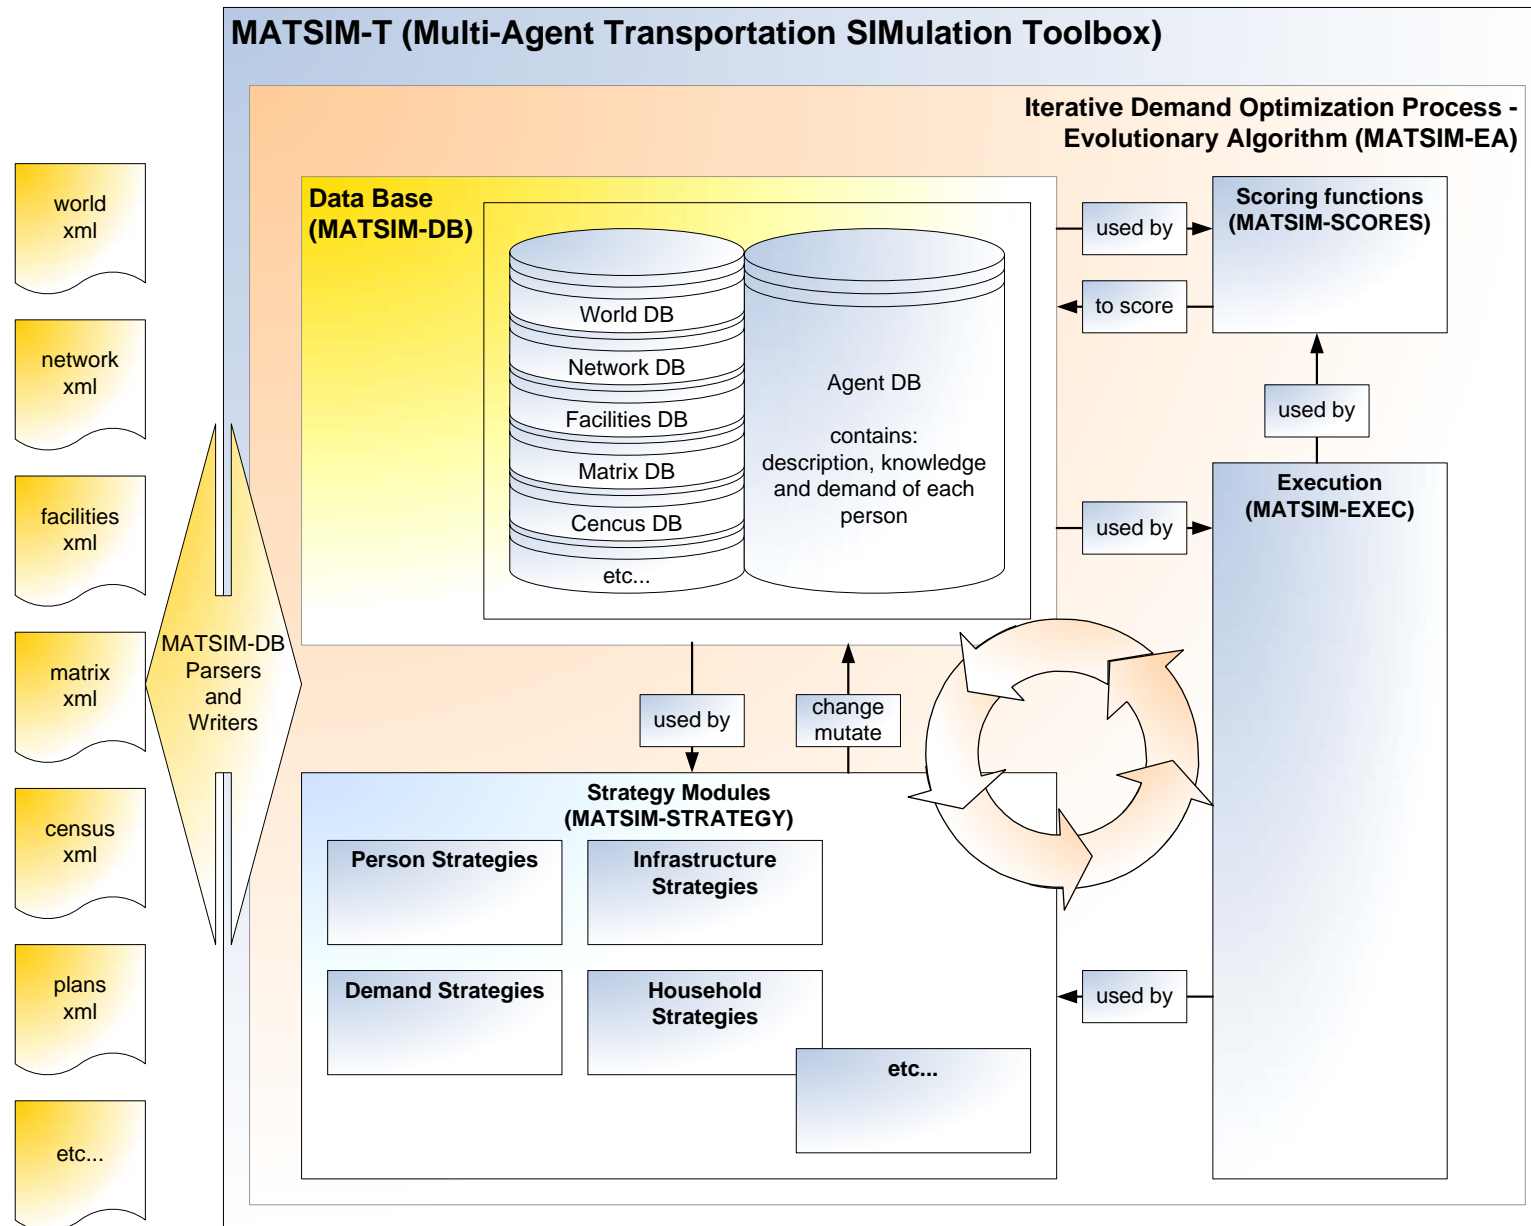 MATSIM-T (Multi-Agent Transportation SIMulation Toolbox)
Iterative Demand Optimization Process -
Evolutionary Algorithm (MATSIM-EA)
world
xml
network
xml
facilities
xml
matrix
xml
census
xml
plans
xml
etc...
MATSIM-DB
Parsers
and
Writers
Data Base
(MATSIM-DB)
World DB
Network DB
Facilities DB
Matrix DB
Cencus DB
etc...
Agent DB
contains:
description, knowledge
and demand of each
person
used by
to score
Scoring functions
(MATSIM-SCORES)
used by
used by
Execution
(MATSIM-EXEC)
used by
change
mutate
Strategy Modules
(MATSIM-STRATEGY)
Person Strategies
Infrastructure
Strategies
Demand Strategies
Household
Strategies
etc...
used by